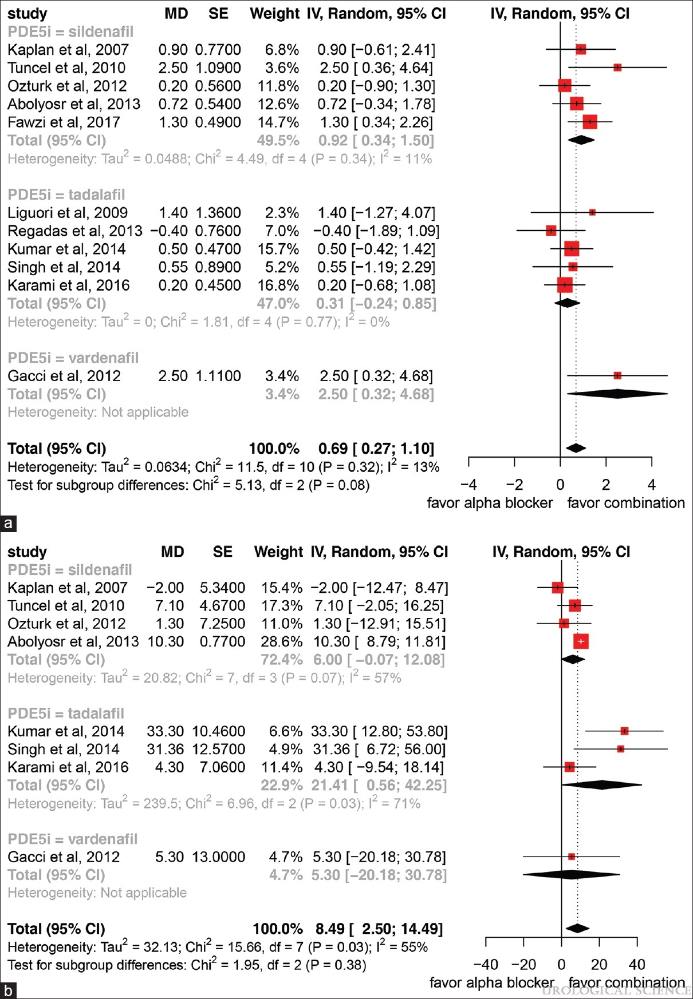 study MD SE Weight IV, Random, 95% CI IV, Random, 95% CI
PDE5i = sildenafil
Kaplan et al, 2007 0.90 0.7700 6.8% 0.90 [−0.61; 2.41]
Tuncel et al, 2010 2.50 1.0900 3.6% 2.50 [ 0.36; 4.64]
Ozturk et al, 2012 0.20 0.5600 11.8% 0.20 [−0.90; 1.30]
Abolyosr et al, 2013 0.72 0.5400 12.6% 0.72 [−0.34; 1.78]
Fawzi et al, 2017 1.30 0.4900 14.7% 1.30 [ 0.34; 2.26]
Total (95% CI) 49.5% 0.92 [ 0.34; 1.50]
Heterogeneity: Tau² = 0.0488; Chi² = 4.49, df = 4 (P = 0.34); I² = 11%
PDE5i = tadalafil
Liguori et al, 2009 1.40 1.3600 2.3% 1.40 [−1.27; 4.07]
Regadas et al, 2013 −0.40 0.7600 7.0% −0.40 [−1.89; 1.09]
Kumar et al, 2014 0.50 0.4700 15.7% 0.50 [−0.42; 1.42]
Singh et al, 2014 0.55 0.8900 5.2% 0.55 [−1.19; 2.29]
Karami et al, 2016 0.20 0.4500 16.8% 0.20 [−0.68; 1.08]
Total (95% CI) 47.0% 0.31 [−0.24; 0.85]
Heterogeneity: Tau² = 0; Chi² = 1.81, df = 4 (P = 0.77); I² = 0%
PDE5i = vardenafil
Gacci et al, 2012 2.50 1.1100 3.4% 2.50 [ 0.32; 4.68]
Total (95% CI) 3.4% 2.50 [ 0.32; 4.68]
Heterogeneity: Not applicable
Total (95% CI) 100.0% 0.69 [ 0.27; 1.10]
Heterogeneity: Tau² = 0.0634; Chi² = 11.5, df = 10 (P = 0.32); I² = 13%
Test for subgroup differences: Chi² = 5.13, df = 2 (P = 0.08)
−4 −2 0 2 4
favor alpha blocker favor combination
a
study MD SE Weight IV, Random, 95% CI IV, Random, 95% CI
PDE5i = sildenafil
Kaplan et al, 2007 −2.00 5.3400 15.4% −2.00 [−12.47; 8.47]
Tuncel et al, 2010 7.10 4.6700 17.3% 7.10 [ −2.05; 16.25]
Ozturk et al, 2012 1.30 7.2500 11.0% 1.30 [−12.91; 15.51]
Abolyosr et al, 2013 10.30 0.7700 28.6% 10.30 [ 8.79; 11.81]
Total (95% CI) 72.4% 6.00 [ −0.07; 12.08]
Heterogeneity: Tau² = 20.82; Chi² = 7, df = 3 (P = 0.07); I² = 57%
PDE5i = tadalafil
Kumar et al, 2014 33.30 10.4600 6.6% 33.30 [ 12.80; 53.80]
Singh et al, 2014 31.36 12.5700 4.9% 31.36 [ 6.72; 56.00]
Karami et al, 2016 4.30 7.0600 11.4% 4.30 [ −9.54; 18.14]
Total (95% CI) 22.9% 21.41 [ 0.56; 42.25]
Heterogeneity: Tau² = 239.5; Chi² = 6.96, df = 2 (P = 0.03); I² = 71%
PDE5i = vardenafil
Gacci et al, 2012 5.30 13.0000 4.7% 5.30 [−20.18; 30.78]
Total (95% CI) 4.7% 5.30 [−20.18; 30.78]
Heterogeneity: Not applicable
Total (95% CI) 100.0% 8.49 [ 2.50; 14.49]
Heterogeneity: Tau² = 32.13; Chi² = 15.66, df = 7 (P = 0.03); I² = 55%
Test for subgroup differences: Chi² = 1.95, df = 2 (P = 0.38)
−40 −20 0 20 40
favor alpha blocker favor combination
UROLOGICAL SCIENCE
b